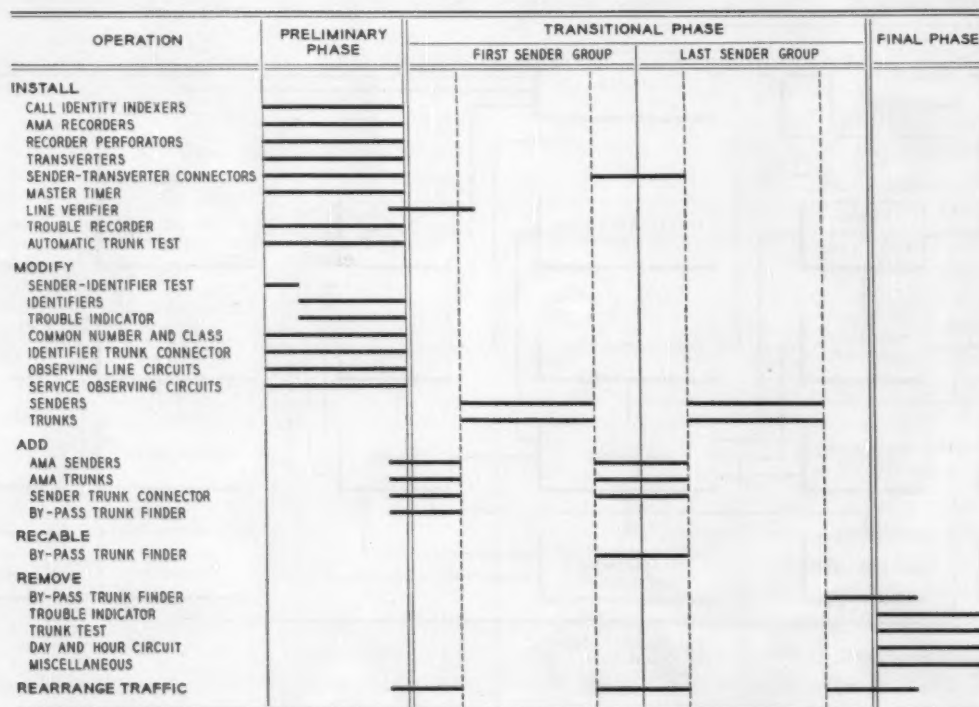 OPERATION
PRELIMINARY
PHASE
TRANSITIONAL PHASE
FIRST SENDER GROUP
LAST SENDER GROUP
FINAL PHASE
INSTALL
CALL IDENTITY INDEXERS
AMA RECORDERS
RECORDER PERFORATORS
TRANSVERTERS
SENDER-TRANSVERTER CONNECTORS
MASTER TIMER
LINE VERIFIER
TROUBLE RECORDER
AUTOMATIC TRUNK TEST
MODIFY
SENDER-IDENTIFIER TEST
IDENTIFIERS
TROUBLE INDICATOR
COMMON NUMBER AND CLASS
IDENTIFIER TRUNK CONNECTOR
OBSERVING LINE CIRCUITS
SERVICE OBSERVING CIRCUITS
SENDERS
TRUNKS
ADD
AMA SENDERS
AMA TRUNKS
SENDER TRUNK CONNECTOR
BY-PASS TRUNK FINDER
RECABLE
BY-PASS TRUNK FINDER
REMOVE
BY-PASS TRUNK FINDER
TROUBLE INDICATOR
TRUNK TEST
DAY AND HOUR CIRCUIT
MISCELLANEOUS
REARRANGE TRAFFIC